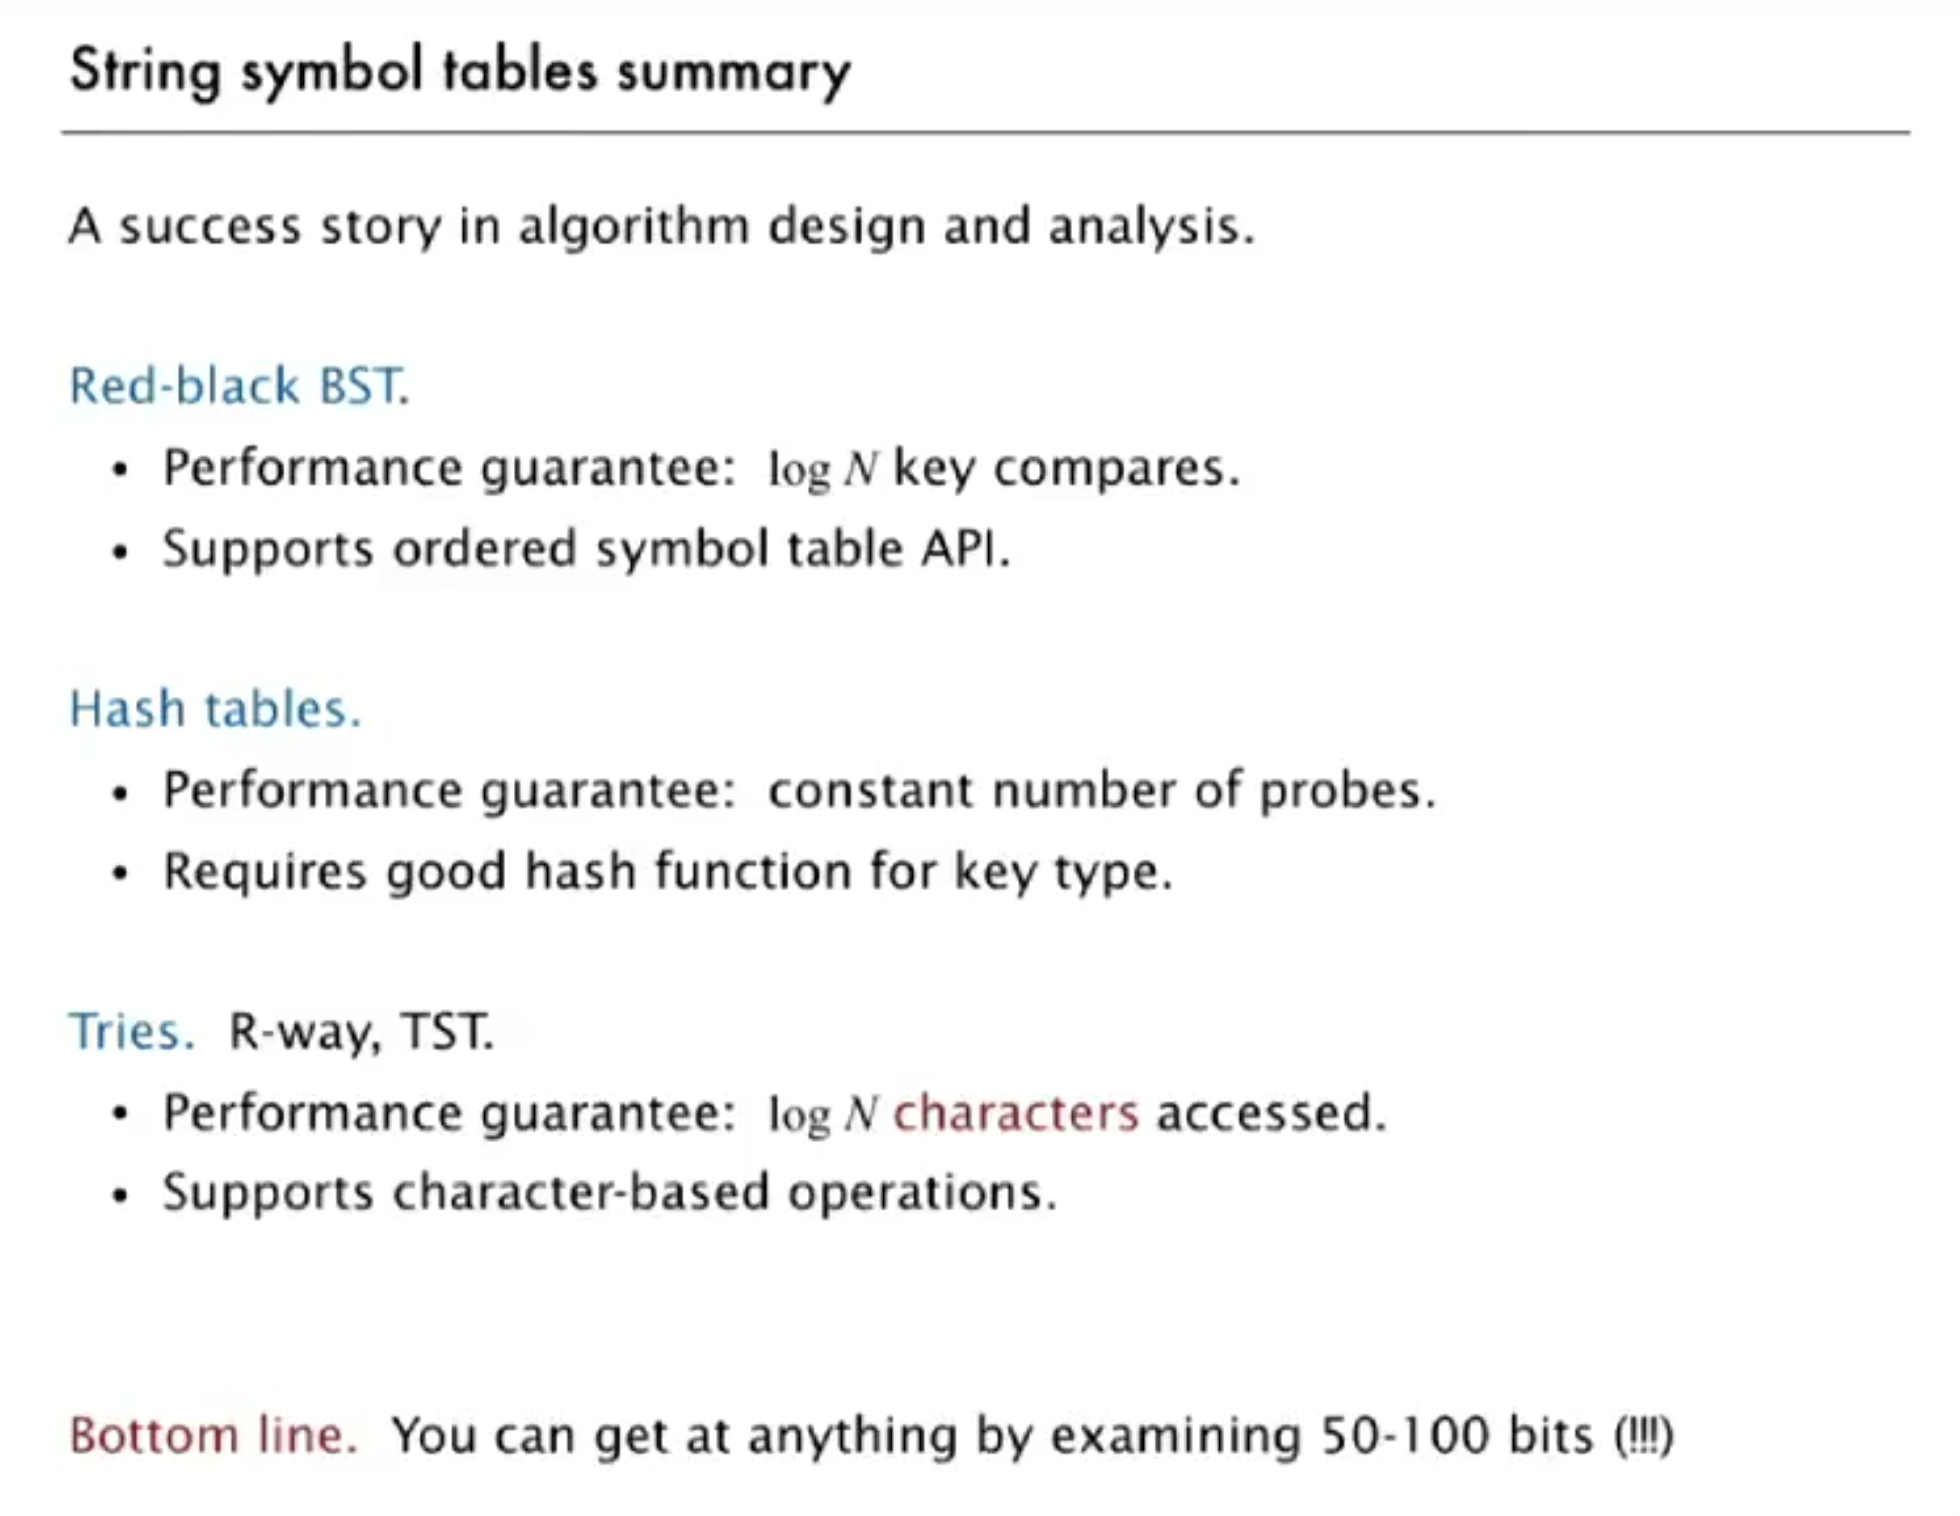 String symbol tables summary
A success story in algorithm design and analysis.
Red-black BST.
• Performance guarantee: log N key compares.
• Supports ordered symbol table API.
Hash tables.
• Performance guarantee: constant number of probes.
• Requires good hash function for key type.
Tries. R-way, TST.
• Performance guarantee: log N characters accessed.
• Supports character-based operations.
Bottom line. You can get at anything by examining 50-100 bits (!!!)